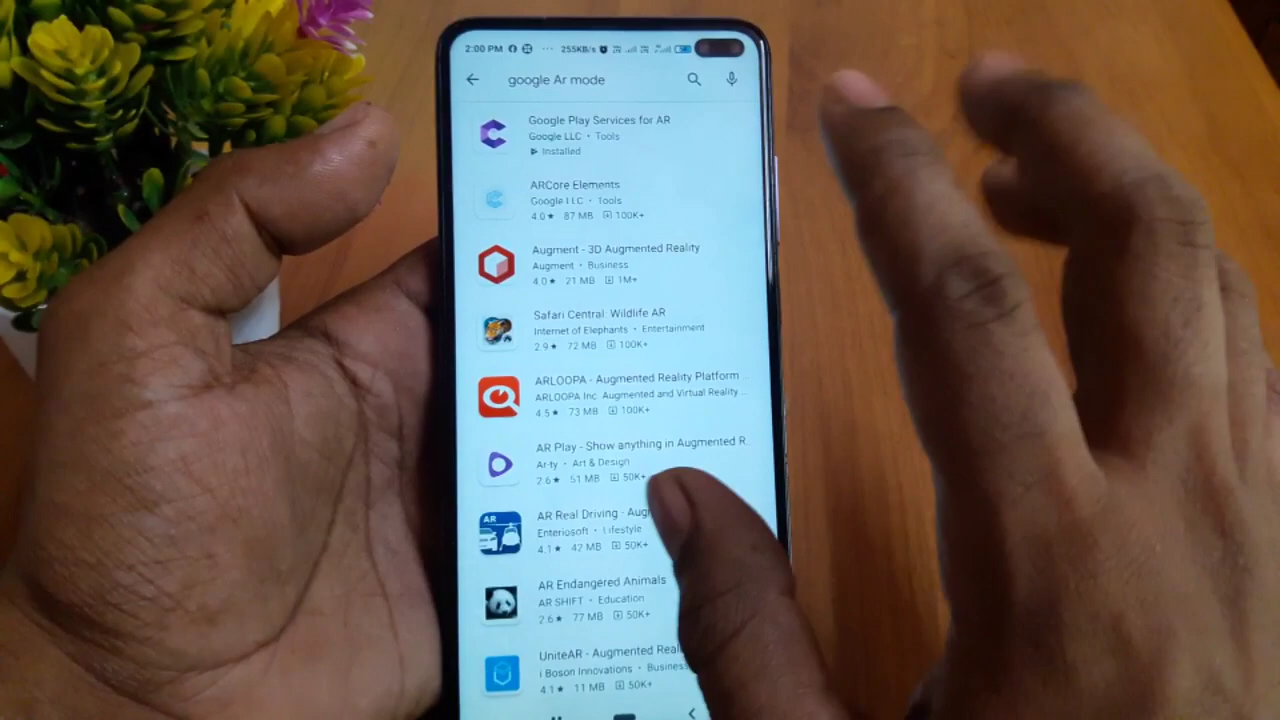 2:00 PM 255KB/s
google Ar mode
Google Play Services for AR
Google LLC • Tools
Installed
ARCore Elements
Google LLC • Tools
4.0★ 87 MB 100K+
Augment - 3D Augmented Reality
Augment • Business
4.0★ 21 MB 1M+
Safari Central: Wildlife AR
Internet of Elephants • Entertainment
2.9★ 72 MB 100K+
ARLOOPA - Augmented Reality Platform ...
ARLOOPA Inc Augmented and Virtual Reality ...
4.5★ 73 MB 100K+
AR Play - Show anything in Augmented R..
Ar-ty • Art & Design
2.6★ 51 MB 50K+
AR
AR Real Driving - Aug
Enteriosoft • Lifestyle
4.1★ 42 MB 50K+
AR Endangered Animals
AR SHIFT • Education
2.6★ 77 MB 50K+
UniteAR - Augmented Real
i Boson Innovations • Business
4.1★ 11 MB 50K+